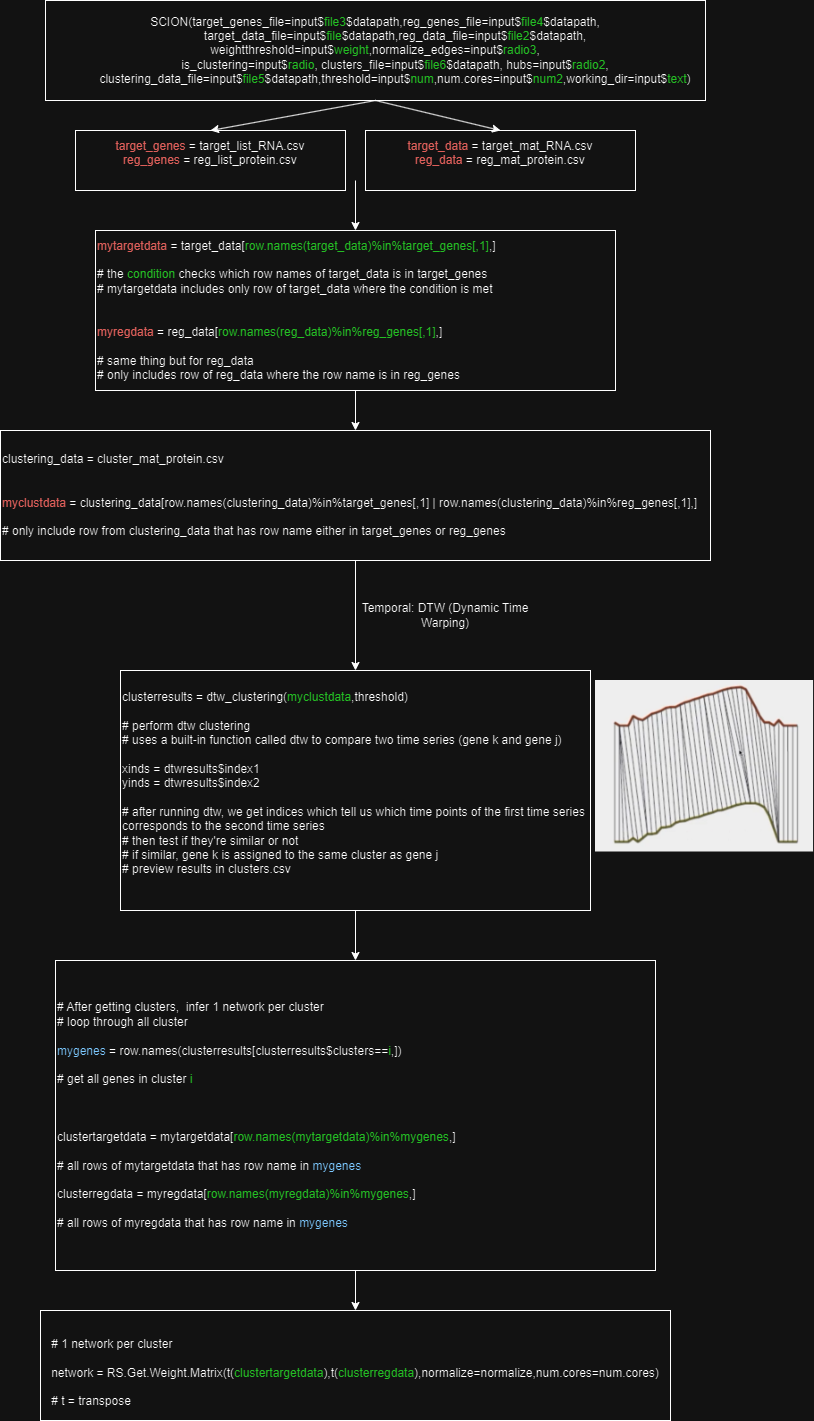 SCION(target_genes_file=input$file3$datapath,reg_genes_file=input$file4$datapath,
target_data_file=input$file$datapath,reg_data_file=input$file2$datapath,
weightthreshold=input$weight,normalize_edges=input$radio3,
is_clustering=input$radio, clusters_file=input$file6$datapath, hubs=input$radio2,
clustering_data_file=input$file5$datapath,threshold=input$num,num.cores=input$num2,working_dir=input$text)
target_genes = target_list_RNA.csv
reg_genes = reg_list_protein.csv
target_data = target_mat_RNA.csv
reg_data = reg_mat_protein.csv
mytargetdata = target_data[row.names(target_data)%in%target_genes[,1],]
# the condition checks which row names of target_data is in target_genes
# mytargetdata includes only row of target_data where the condition is met
myregdata = reg_data[row.names(reg_data)%in%reg_genes[,1],]
# same thing but for reg_data
# only includes row of reg_data where the row name is in reg_genes
clustering_data = cluster_mat_protein.csv
myclustdata = clustering_data[row.names(clustering_data)%in%target_genes[,1] | row.names(clustering_data)%in%reg_genes[,1],]
# only include row from clustering_data that has row name either in target_genes or reg_genes
Temporal: DTW (Dynamic Time
Warping)
clusterresults = dtw_clustering(myclustdata,threshold)
# perform dtw clustering
# uses a built-in function called dtw to compare two time series (gene k and gene j)
xinds = dtwresults$index1
yinds = dtwresults$index2
# after running dtw, we get indices which tell us which time points of the first time series
corresponds to the second time series
# then test if they're similar or not
# if similar, gene k is assigned to the same cluster as gene j
# preview results in clusters.csv
# After getting clusters,  infer 1 network per cluster
# loop through all cluster
mygenes = row.names(clusterresults[clusterresults$clusters==i,])
# get all genes in cluster i
clustertargetdata = mytargetdata[row.names(mytargetdata)%in%mygenes,]
# all rows of mytargetdata that has row name in mygenes
clusterregdata = myregdata[row.names(myregdata)%in%mygenes,]
# all rows of myregdata that has row name in mygenes
# 1 network per cluster
network = RS.Get.Weight.Matrix(t(clustertargetdata),t(clusterregdata),normalize=normalize,num.cores=num.cores)
# t = transpose